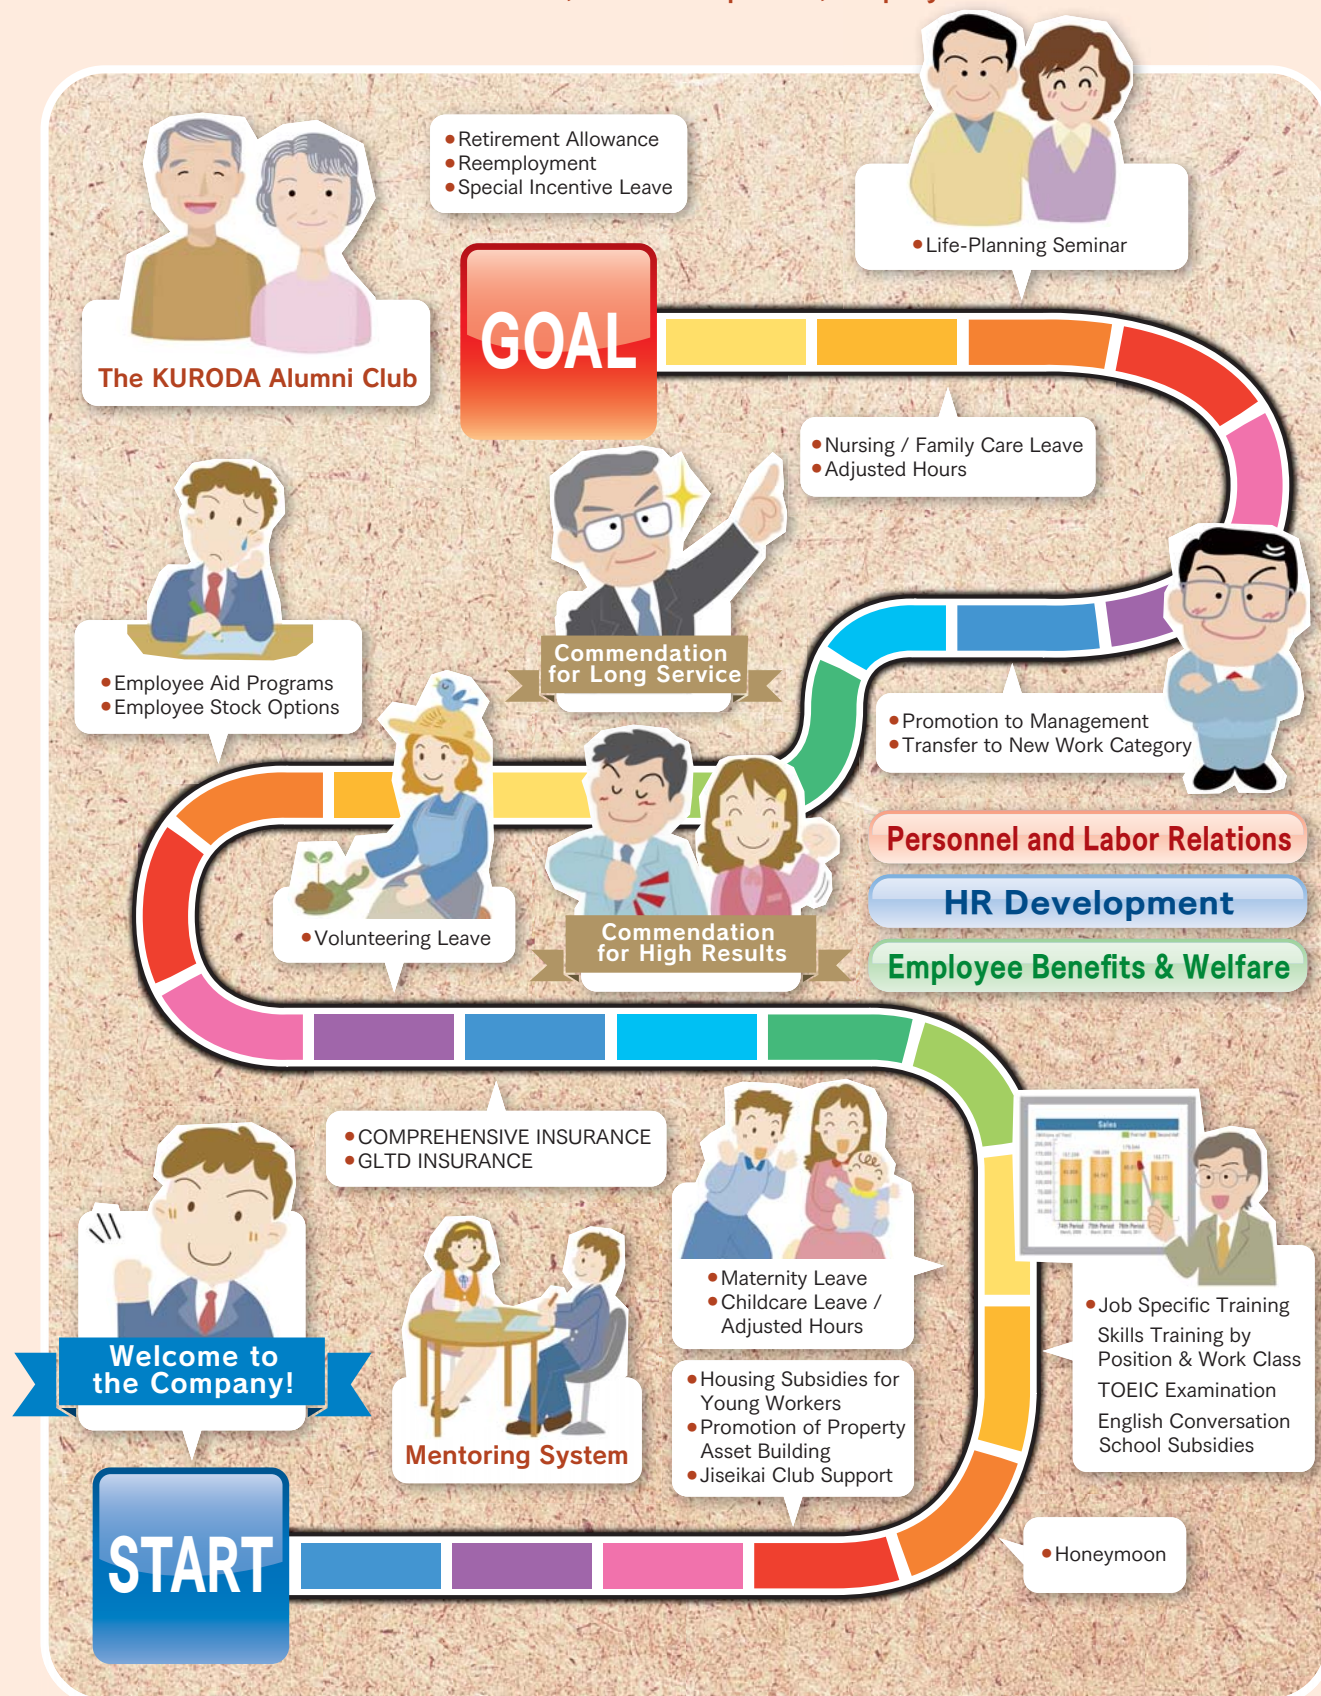 • Retirement Allowance
• Reemployment
• Special Incentive Leave
• Life-Planning Seminar
The KURODA Alumni Club
GOAL
• Nursing / Family Care Leave
• Adjusted Hours
Commendation
for Long Service
• Employee Aid Programs
• Employee Stock Options
• Promotion to Management
• Transfer to New Work Category
Personnel and Labor Relations
HR Development
Employee Benefits & Welfare
• Volunteering Leave
Commendation
for High Results
• COMPREHENSIVE INSURANCE
• GLTD INSURANCE
Sales
• Maternity Leave
• Childcare Leave /
Adjusted Hours
• Job Specific Training
Skills Training by
Position & Work Class
TOEIC Examination
English Conversation
School Subsidies
Welcome to
the Company!
Mentoring System
• Housing Subsidies for
Young Workers
• Promotion of Property
Asset Building
• Jiseikai Club Support
START
• Honeymoon